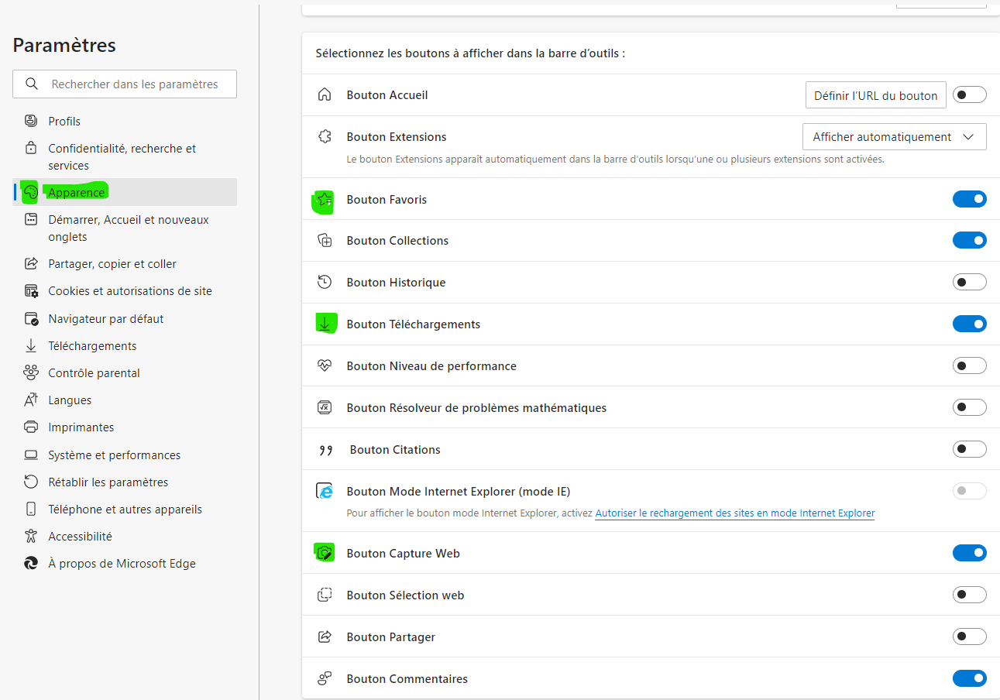 Paramètres
Rechercher dans les paramètres
Profils
Confidentialité, recherche et
services
Apparence
Démarrer, Accueil et nouveaux
onglets
Partager, copier et coller
Cookies et autorisations de site
Navigateur par défaut
Téléchargements
Contrôle parental
Langues
Imprimantes
Système et performances
Rétablir les paramètres
Téléphone et autres appareils
Accessibilité
À propos de Microsoft Edge
Sélectionnez les boutons à afficher dans la barre d’outils :
Bouton Accueil
Définir l’URL du bouton
Bouton Extensions
Afficher automatiquement
Le bouton Extensions apparaît automatiquement dans la barre d’outils lorsqu’une ou plusieurs extensions sont activées.
Bouton Favoris
Bouton Collections
Bouton Historique
Bouton Téléchargements
Bouton Niveau de performance
Bouton Résolveur de problèmes mathématiques
Bouton Citations
Bouton Mode Internet Explorer (mode IE)
Pour afficher le bouton mode Internet Explorer, activez Autoriser le rechargement des sites en mode Internet Explorer
Bouton Capture Web
Bouton Sélection web
Bouton Partager
Bouton Commentaires